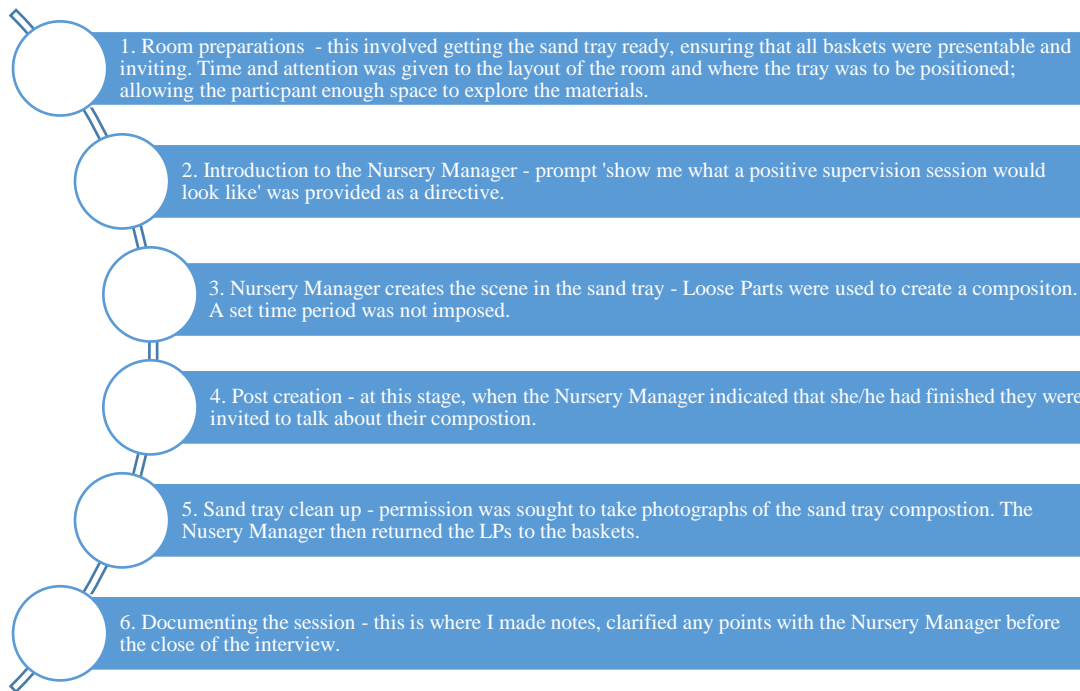 1. Room preparations  - this involved getting the sand tray ready, ensuring that all baskets were presentable and
inviting. Time and attention was given to the layout of the room and where the tray was to be positioned;
allowing the particpant enough space to explore the materials.
2. Introduction to the Nursery Manager - prompt 'show me what a positive supervision session would
look like' was provided as a directive.
3. Nursery Manager creates the scene in the sand tray - Loose Parts were used to create a compositon.
A set time period was not imposed.
4. Post creation - at this stage, when the Nursery Manager indicated that she/he had finished they were
invited to talk about their compostion.
5. Sand tray clean up - permission was sought to take photographs of the sand tray compostion. The
Nusery Manager then returned the LPs to the baskets.
6. Documenting the session - this is where I made notes, clarified any points with the Nursery Manager before
the close of the interview.